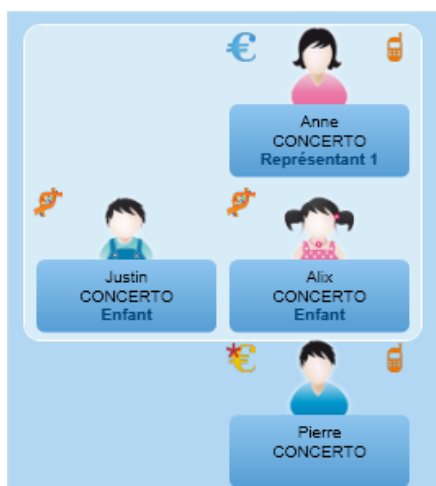 €
Anne
CONCERTO
Représentant 1
Justin
CONCERTO
Enfant
Alix
CONCERTO
Enfant
*€
Pierre
CONCERTO